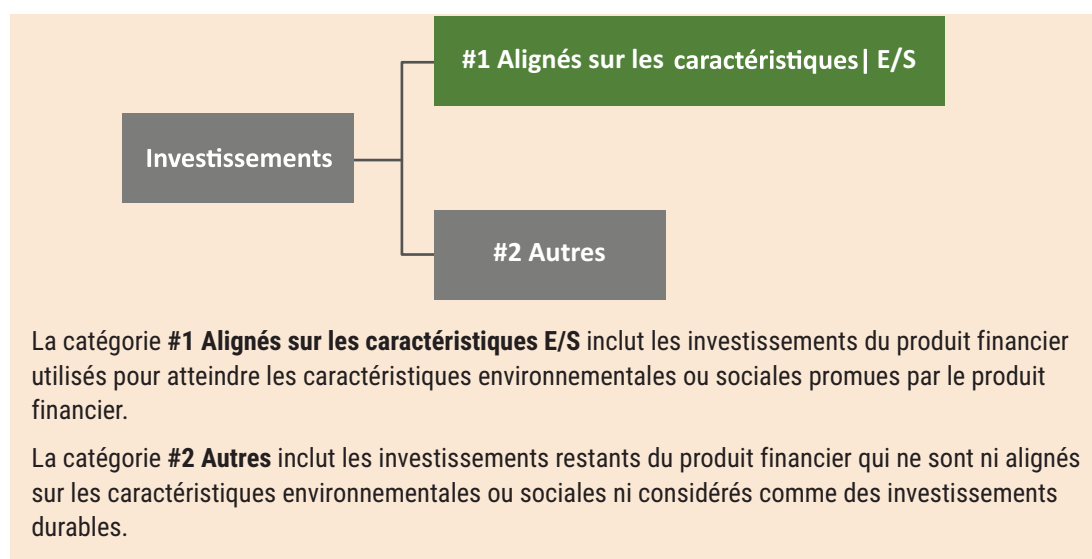 #1 Alignés sur les caractéristiques| E/S
Investissements
#2 Autres
La catégorie #1 Alignés sur les caractéristiques E/S inclut les investissements du produit financier
utilisés pour atteindre les caractéristiques environnementales ou sociales promues par le produit
financier.
La catégorie #2 Autres inclut les investissements restants du produit financier qui ne sont ni alignés
sur les caractéristiques environnementales ou sociales ni considérés comme des investissements
durables.